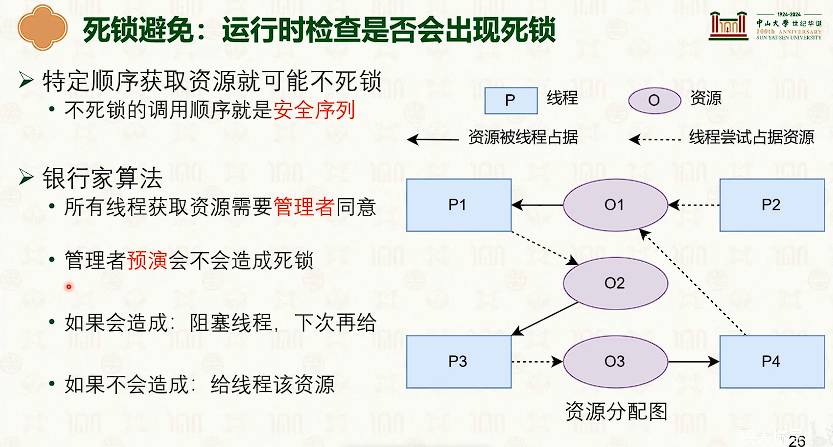 死锁避免：运行时检查是否会出现死锁
1924-2024
中山大学 世纪华诞
100th ANNIVERSARY
SUN YAT-SEN UNIVERSITY
特定顺序获取资源就可能不死锁
不死锁的调用顺序就是安全序列
银行家算法
所有线程获取资源需要管理者同意
管理者预演会不会造成死锁
如果会造成：阻塞线程，下次再给
如果不会造成：给线程该资源
P 线程 O 资源
资源被线程占据 线程尝试占据资源
P1 O1 P2
O2
P3 O3 P4
资源分配图
26